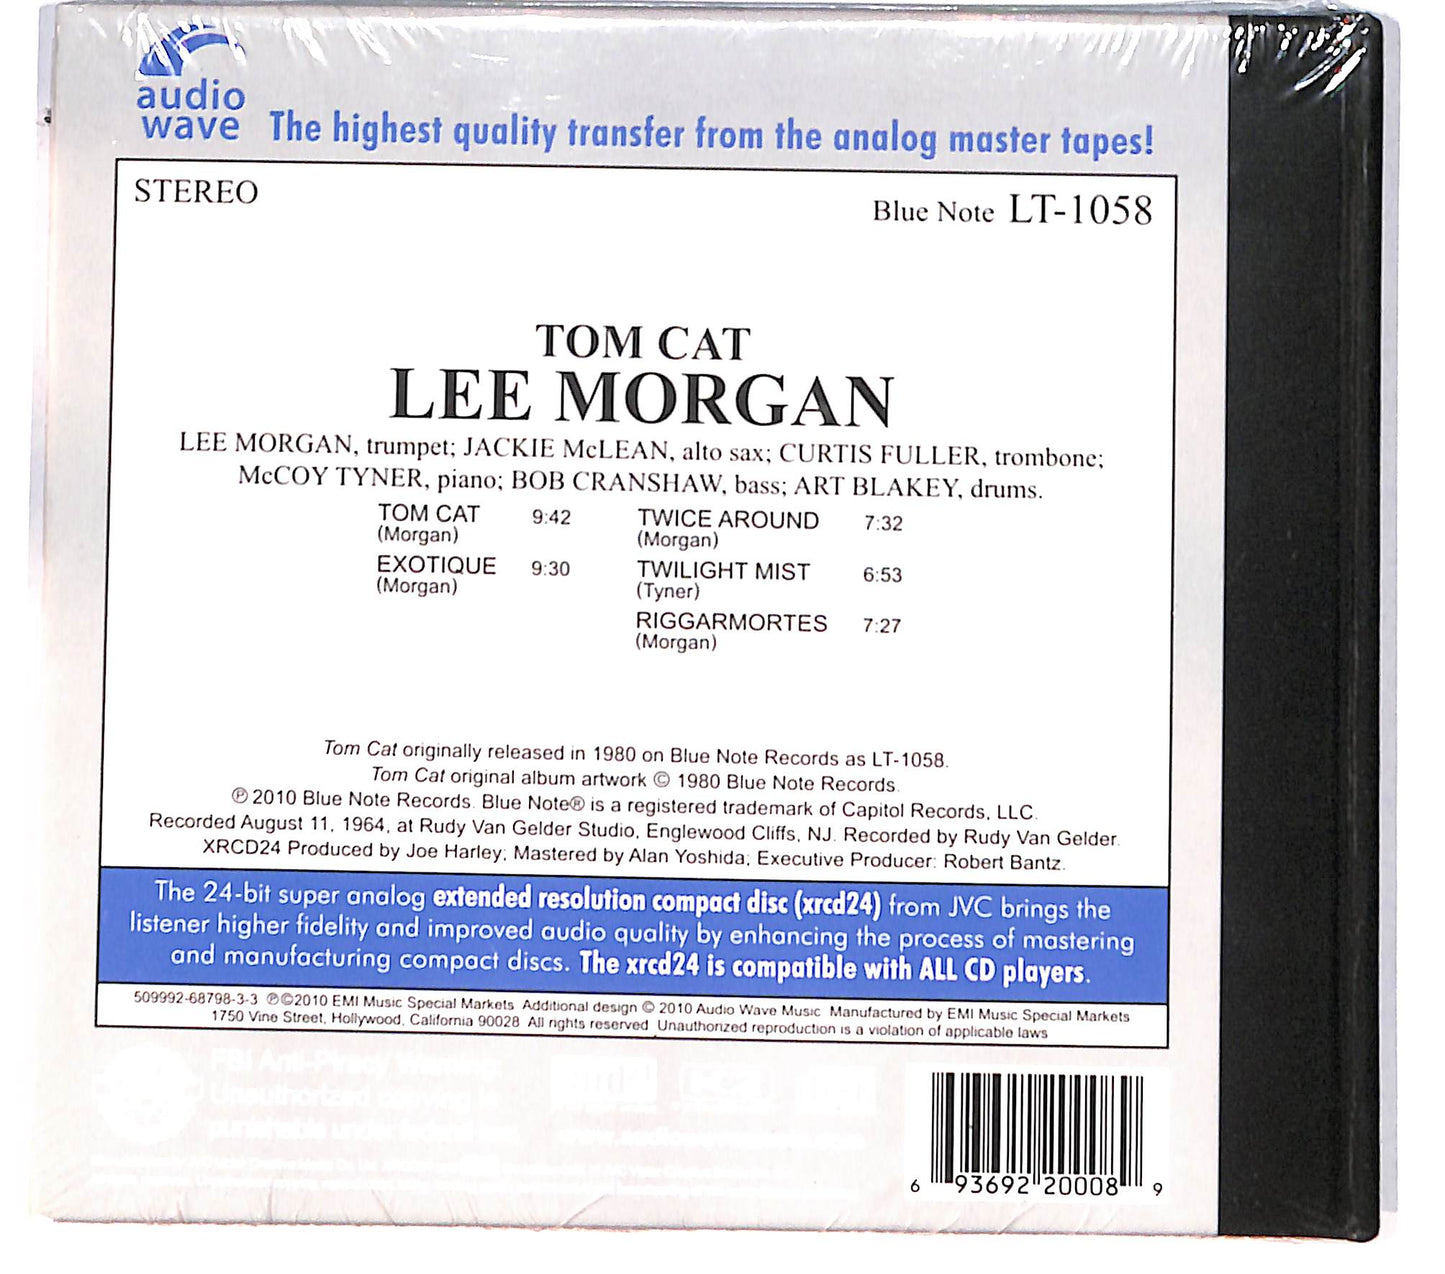 audio
wave
The highest quality transfer from the analog master tapes!
STEREO
Blue Note LT-1058
TOM CAT
LEE MORGAN
LEE MORGAN, trumpet; JACKIE McLEAN, alto sax; CURTIS FULLER, trombone;
McCOY TYNER, piano; BOB CRANSHAW, bass; ART BLAKEY, drums.
TOM CAT 9:42
(Morgan)
EXOTIQUE 9:30
(Morgan)
TWICE AROUND 7:32
(Morgan)
TWILIGHT MIST 6:53
(Tyner)
RIGGARMORTES 7:27
(Morgan)
Tom Cat originally released in 1980 on Blue Note Records as LT-1058.
Tom Cat original album artwork © 1980 Blue Note Records.
℗ 2010 Blue Note Records. Blue Note® is a registered trademark of Capitol Records, LLC.
Recorded August 11, 1964, at Rudy Van Gelder Studio, Englewood Cliffs, NJ. Recorded by Rudy Van Gelder.
XRCD24 Produced by Joe Harley; Mastered by Alan Yoshida; Executive Producer: Robert Bantz.
The 24-bit super analog extended resolution compact disc (xrcd24) from JVC brings the
listener higher fidelity and improved audio quality by enhancing the process of mastering
and manufacturing compact discs. The xrcd24 is compatible with ALL CD players.
509992-68798-3-3 ℗©2010 EMI Music Special Markets Additional design © 2010 Audio Wave Music Manufactured by EMI Music Special Markets
1750 Vine Street, Hollywood, California 90028 All rights reserved Unauthorized reproduction is a violation of applicable laws
6 93692 20008 9